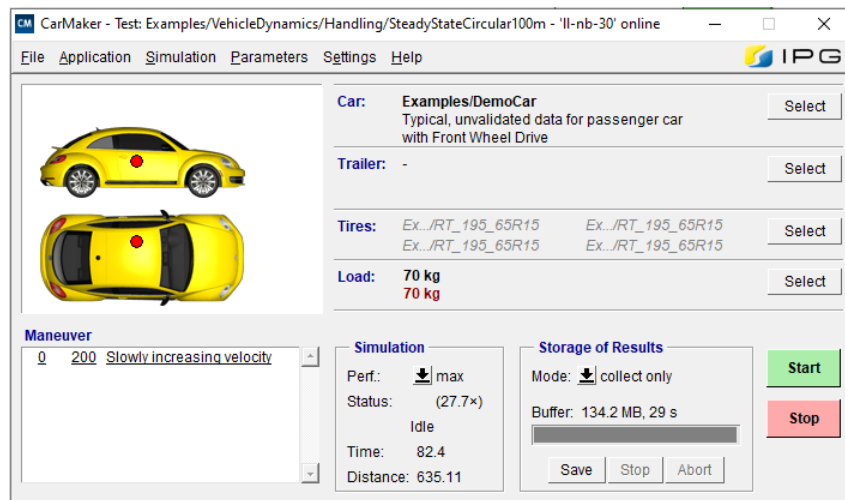 CM CarMaker - Test: Examples/VehicleDynamics/Handling/SteadyStateCircular100m - 'll-nb-30' online
File Application Simulation Parameters Settings Help
IPG
Car: Examples/DemoCar Select
Typical, unvalidated data for passenger car
with Front Wheel Drive
Trailer: - Select
Tires: Ex.../RT_195_65R15 Ex.../RT_195_65R15 Select
Ex.../RT_195_65R15 Ex.../RT_195_65R15
Load: 70 kg Select
70 kg
Maneuver
0 200 Slowly increasing velocity
Simulation
Perf.: max
Status: (27.7×)
Idle
Time: 82.4
Distance: 635.11
Storage of Results
Mode: collect only
Buffer: 134.2 MB, 29 s
Save Stop Abort
Start
Stop